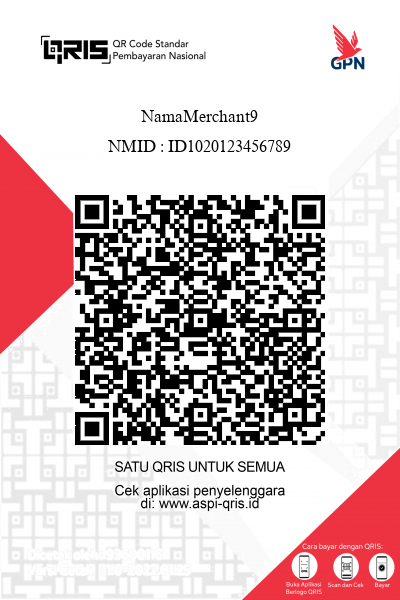 QRIS
QR Code Standar
Pembayaran Nasional
GPN
NamaMerchant9
NMID : ID1020123456789
SATU QRIS UNTUK SEMUA
Cek aplikasi penyelenggara
di: www.aspi-qris.id
Cara bayar dengan QRIS:
Buka Aplikasi
Berlogo QRIS
Scan dan Cek
Bayar